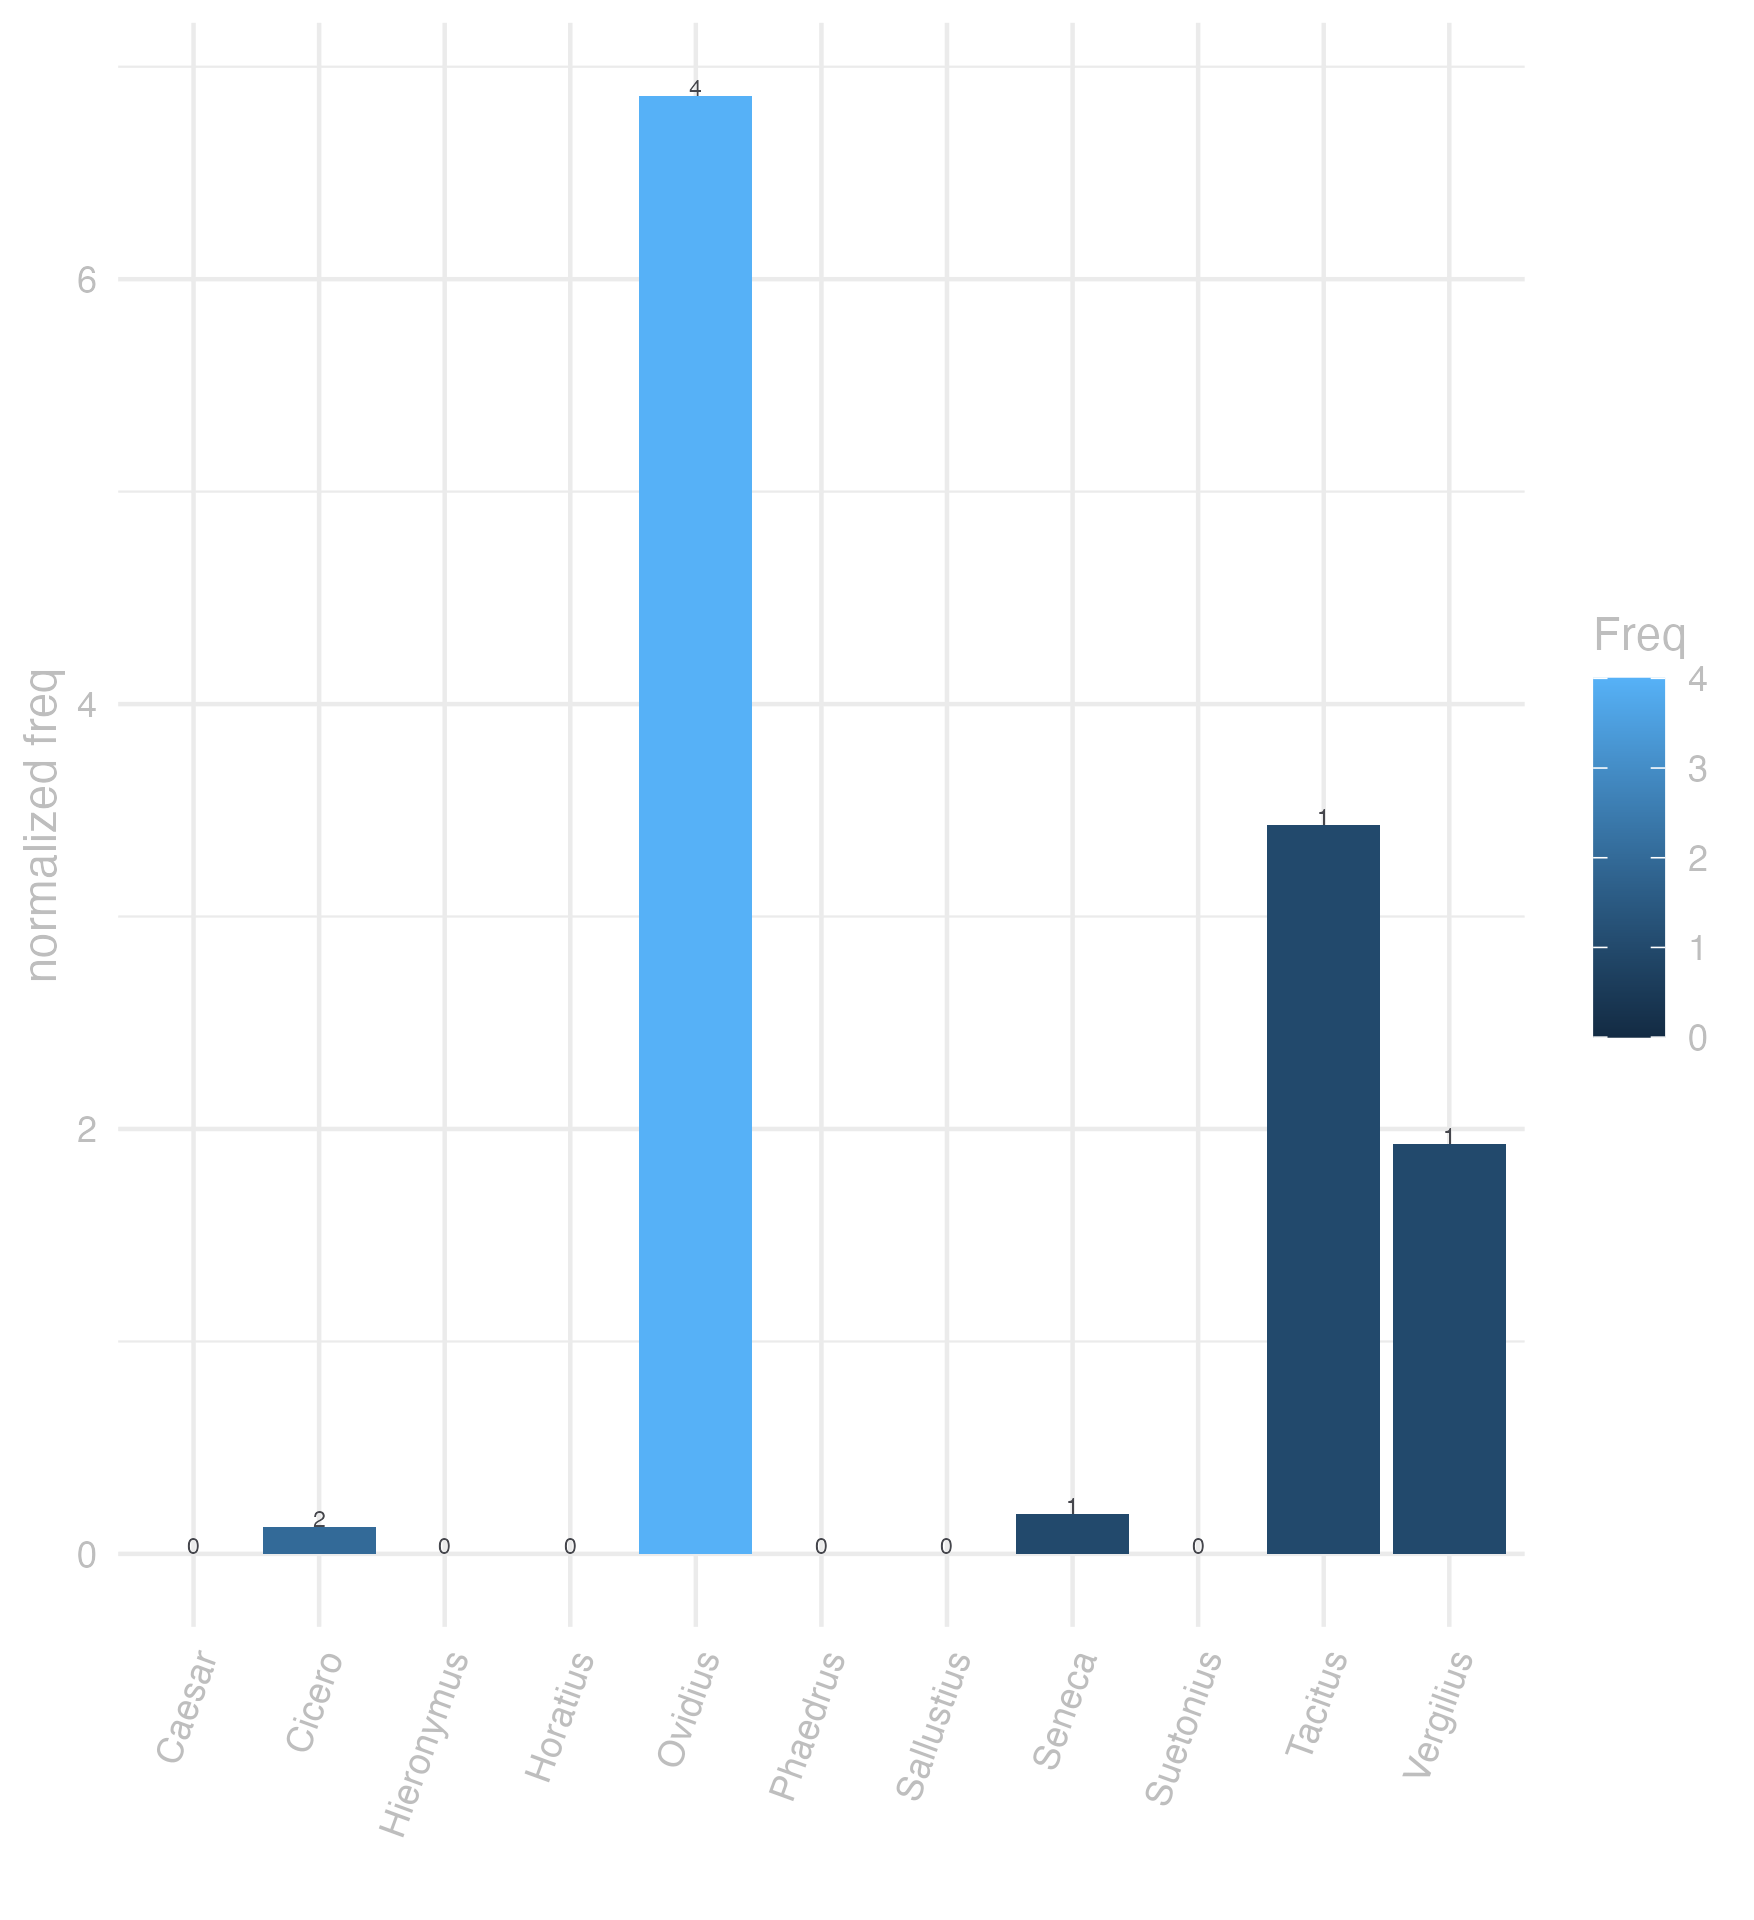 normalized freq
6
4
2
0
0
2
0
0
4
0
0
1
0
1
1
Caesar
Cicero
Hieronymus
Horatius
Ovidius
Phaedrus
Sallustius
Seneca
Suetonius
Tacitus
Vergilius
Freq
4
3
2
1
0